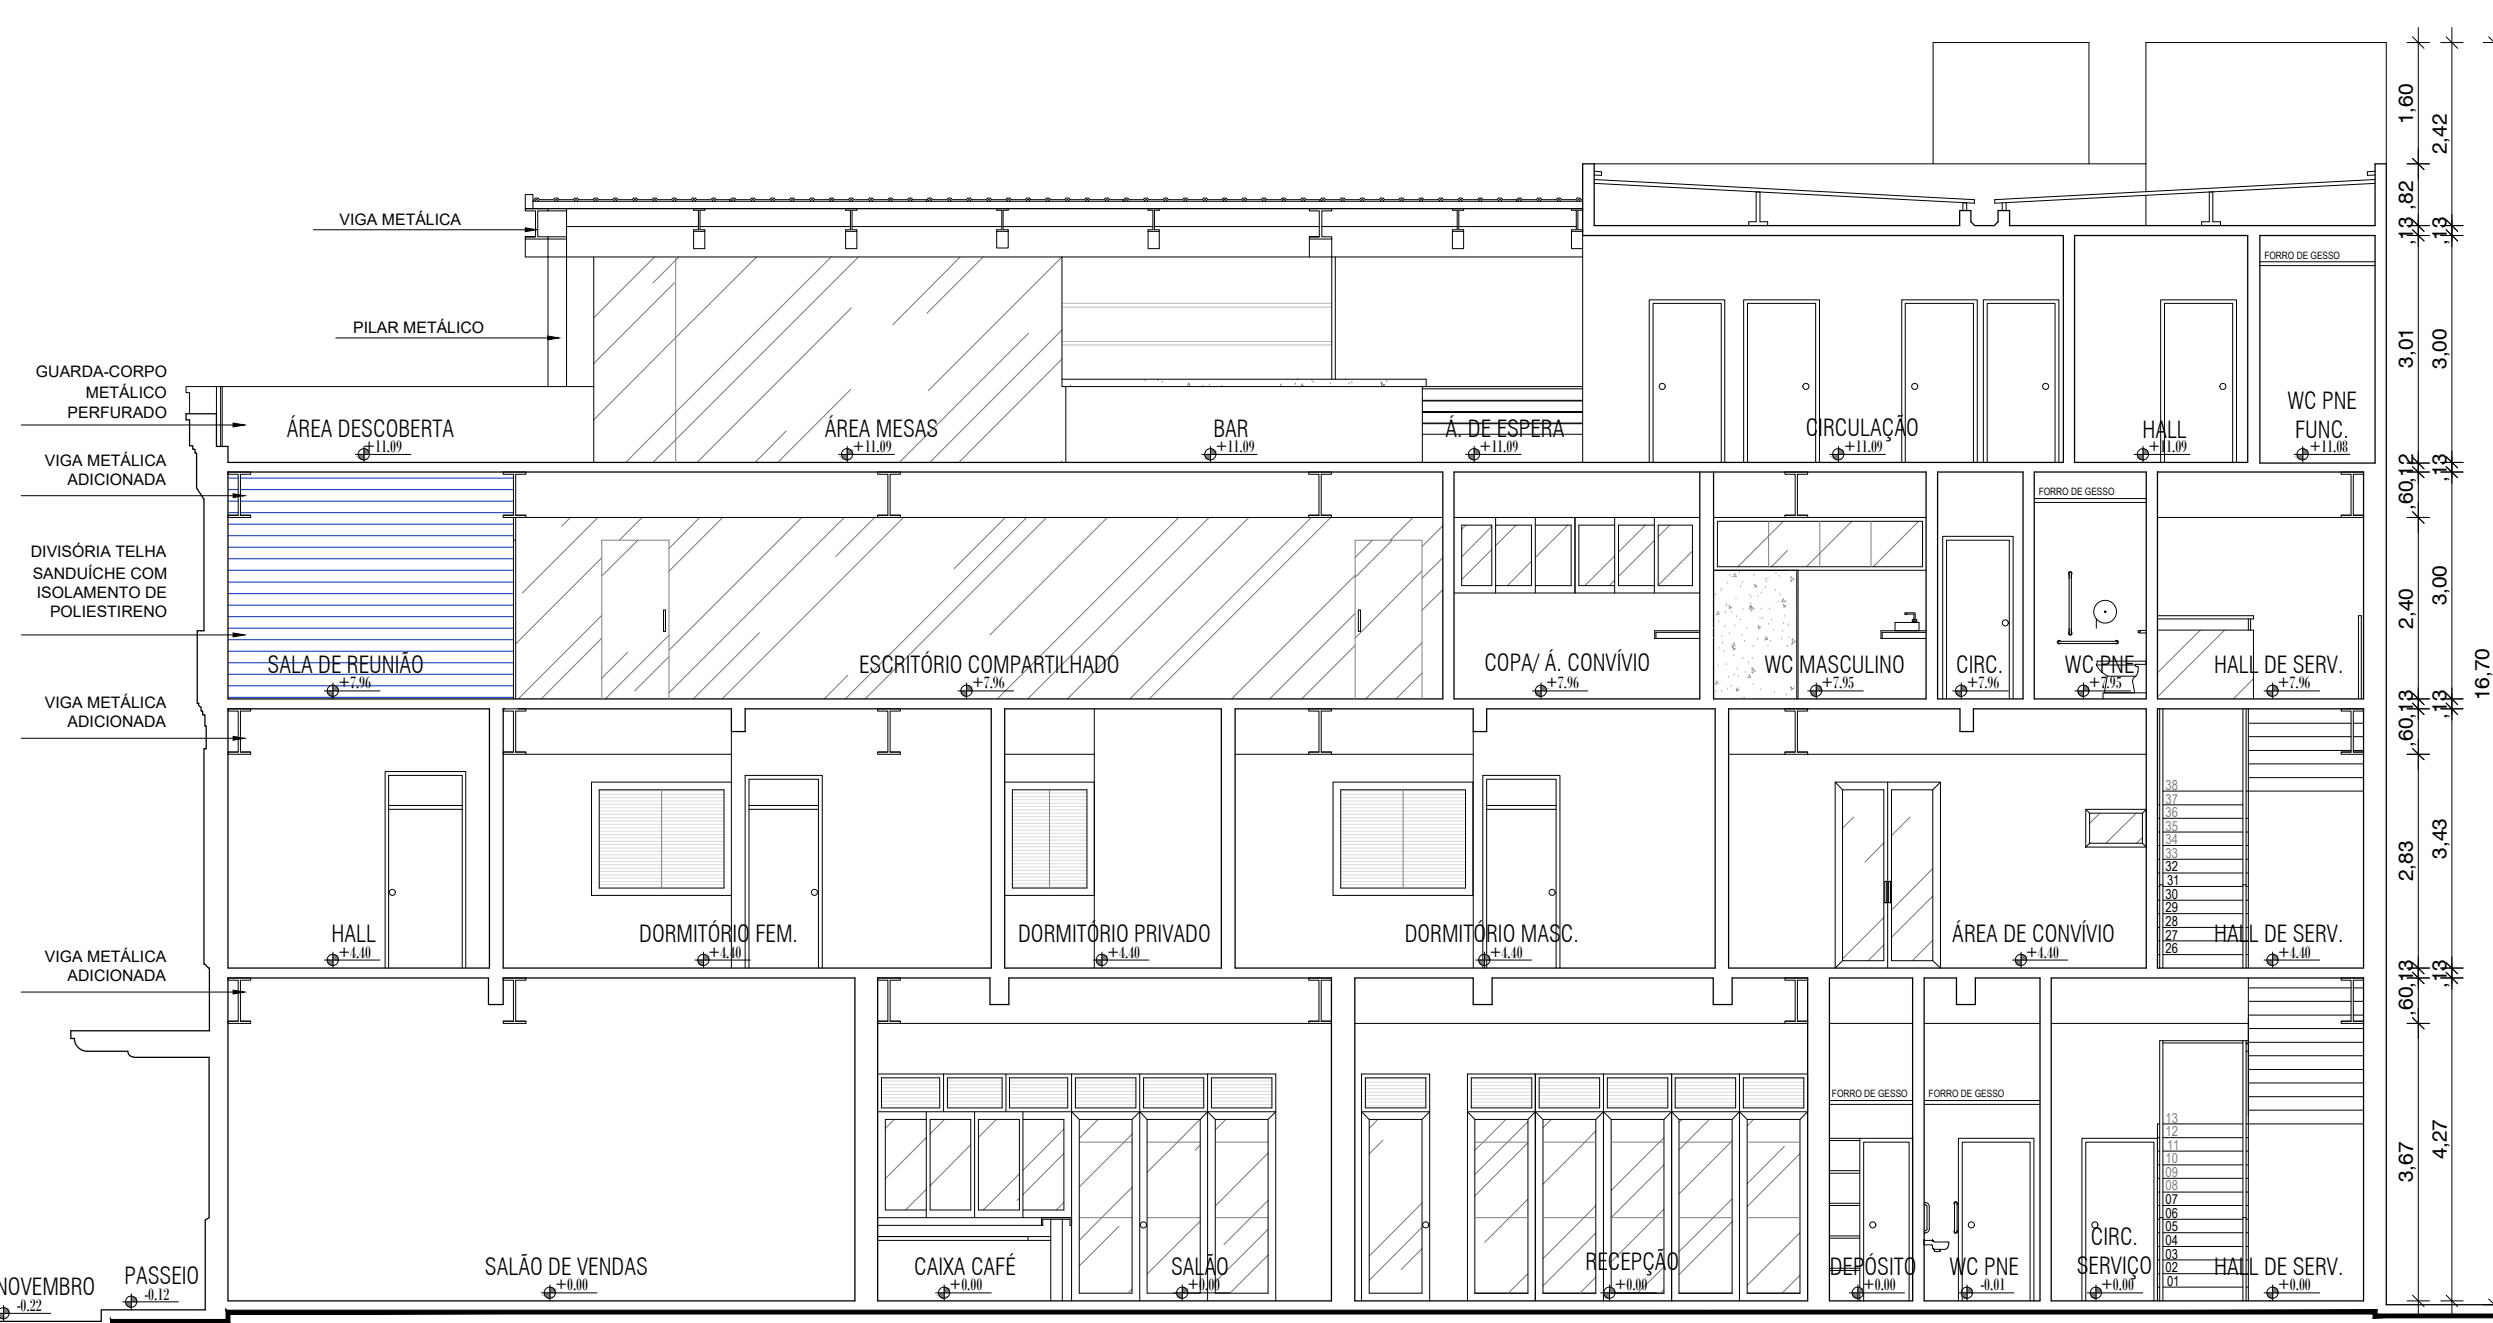 VIGA METÁLICA
PILAR METÁLICO
GUARDA-CORPO
METÁLICO
PERFURADO
VIGA METÁLICA
ADICIONADA
DIVISÓRIA TELHA
SANDUÍCHE COM
ISOLAMENTO DE
POLIESTIRENO
VIGA METÁLICA
ADICIONADA
VIGA METÁLICA
ADICIONADA
FORRO DE GESSO
ÁREA DESCOBERTA
+11.09
ÁREA MESAS
+11.09
BAR
+11.09
Á. DE ESPERA
+11.09
CIRCULAÇÃO
+11.09
HALL
+11.09
WC PNE
FUNC.
+11.08
FORRO DE GESSO
SALA DE REUNIÃO
+7.96
ESCRITÓRIO COMPARTILHADO
+7.96
COPA/ Á. CONVÍVIO
+7.96
WC MASCULINO
+7.95
CIRC.
+7.96
WC PNE
+7.95
HALL DE SERV.
+7.96
HALL
+4.40
DORMITÓRIO FEM.
+4.40
DORMITÓRIO PRIVADO
+4.40
DORMITÓRIO MASC.
+4.40
ÁREA DE CONVÍVIO
+4.40
38
37
36
35
34
33
32
31
30
29
28
27
26
HALL DE SERV.
+4.40
FORRO DE GESSO
FORRO DE GESSO
SALÃO DE VENDAS
+0.00
CAIXA CAFÉ
+0.00
SALÃO
+0.00
RECEPÇÃO
+0.00
DEPÓSITO
+0.00
WC PNE
-0.01
CIRC.
SERVIÇO
+0.00
13
12
11
10
09
08
07
06
05
04
03
02
01
HALL DE SERV.
+0.00
NOVEMBRO
-0.22
PASSEIO
-0.12
1,60
,82
,13
3,01
,12
,60
2,40
,13
,60
2,83
,13
,60
3,67
2,42
,13
3,00
,13
3,00
,13
3,43
,13
4,27
16,70